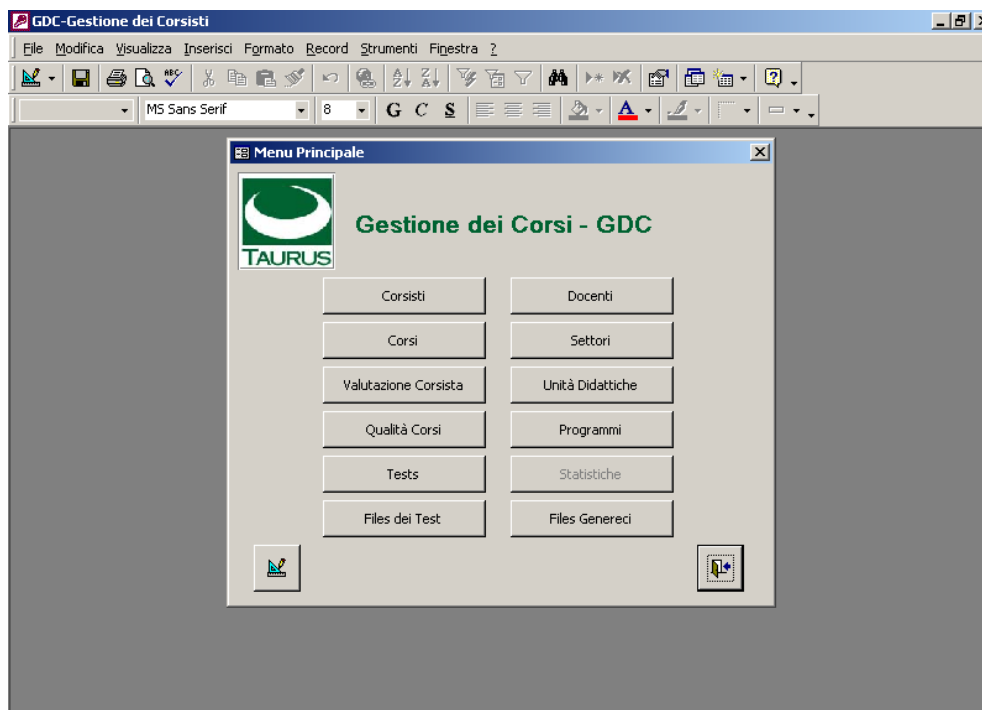 GDC-Gestione dei Corsisti
File Modifica Visualizza Inserisci Formato Record Strumenti Finestra ?
ABC
MS Sans Serif 8 G C S A
Menu Principale
TAURUS
Gestione dei Corsi - GDC
Corsisti Docenti
Corsi Settori
Valutazione Corsista Unità Didattiche
Qualità Corsi Programmi
Tests Statistiche
Files dei Test Files Genereci